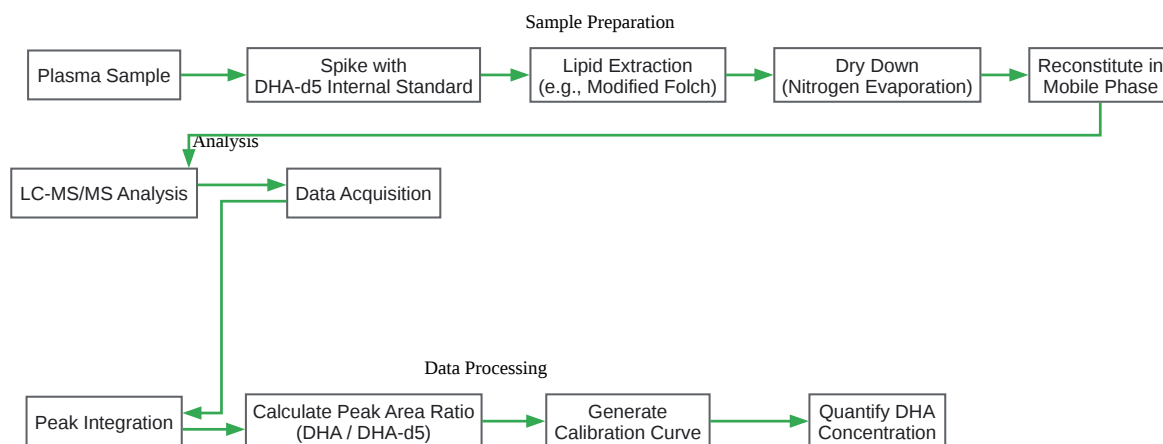 Sample Preparation
Plasma Sample
Spike with
DHA-d5 Internal Standard
Lipid Extraction
(e.g., Modified Folch)
Dry Down
(Nitrogen Evaporation)
Reconstitute in
Mobile Phase
Analysis
LC-MS/MS Analysis
Data Acquisition
Data Processing
Peak Integration
Calculate Peak Area Ratio
(DHA / DHA-d5)
Generate
Calibration Curve
Quantify DHA
Concentration